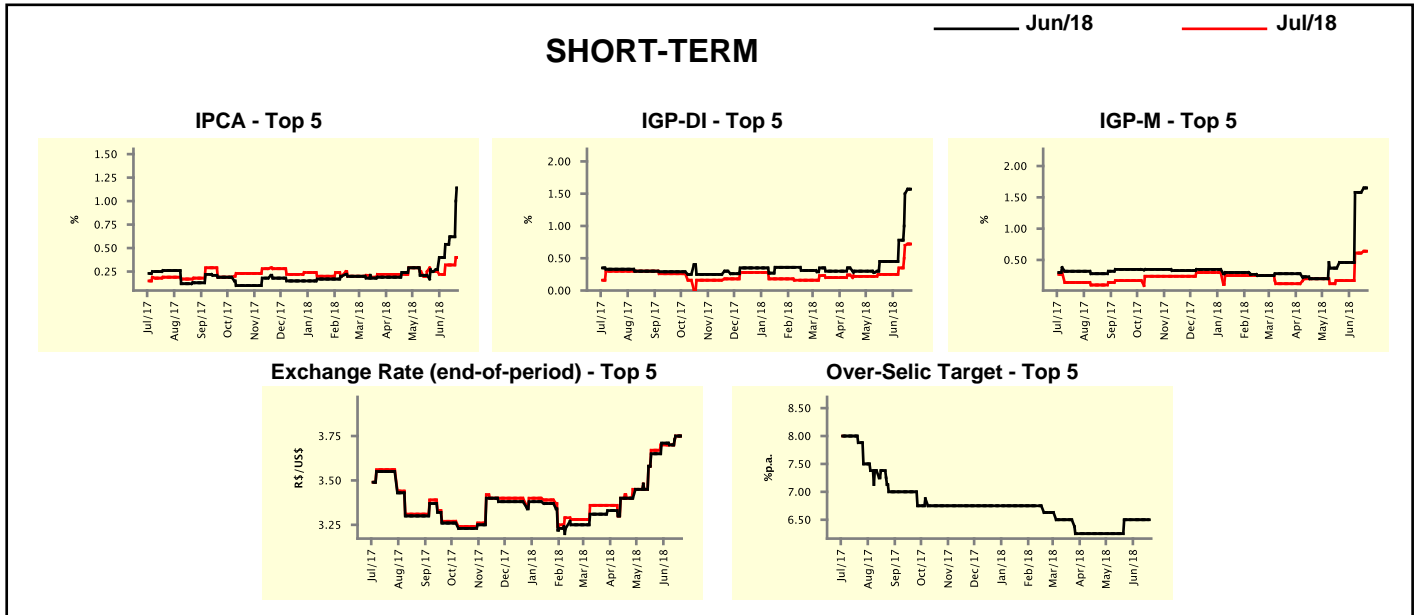 Jun/18 Jul/18
SHORT-TERM
IPCA - Top 5
1.50
1.25
1.00
0.75
0.50
0.25
%
Jul/17 Aug/17 Sep/17 Oct/17 Nov/17 Dec/17 Jan/18 Feb/18 Mar/18 Apr/18 May/18 Jun/18
IGP-DI - Top 5
2.00
1.50
1.00
0.50
0.00
%
Jul/17 Aug/17 Sep/17 Oct/17 Nov/17 Dec/17 Jan/18 Feb/18 Mar/18 Apr/18 May/18 Jun/18
IGP-M - Top 5
2.00
1.50
1.00
0.50
%
Jul/17 Aug/17 Sep/17 Oct/17 Nov/17 Dec/17 Jan/18 Feb/18 Mar/18 Apr/18 May/18 Jun/18
Exchange Rate (end-of-period) - Top 5
3.75
3.50
3.25
R$/US$
Jul/17 Aug/17 Sep/17 Oct/17 Nov/17 Dec/17 Jan/18 Feb/18 Mar/18 Apr/18 May/18 Jun/18
Over-Selic Target - Top 5
8.50
8.00
7.50
7.00
6.50
%p.a.
Jul/17 Aug/17 Sep/17 Oct/17 Nov/17 Dec/17 Jan/18 Feb/18 Mar/18 Apr/18 May/18 Jun/18